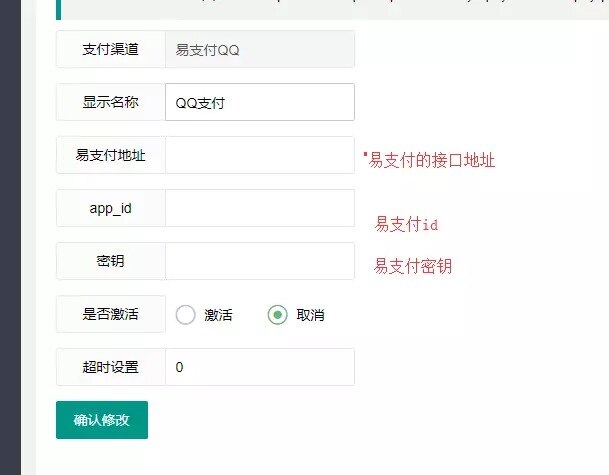 支付渠道 易支付QQ
显示名称 QQ支付
易支付地址 "易支付的接口地址
app_id 易支付id
密钥 易支付密钥
是否激活 激活 取消
超时设置 0
确认修改